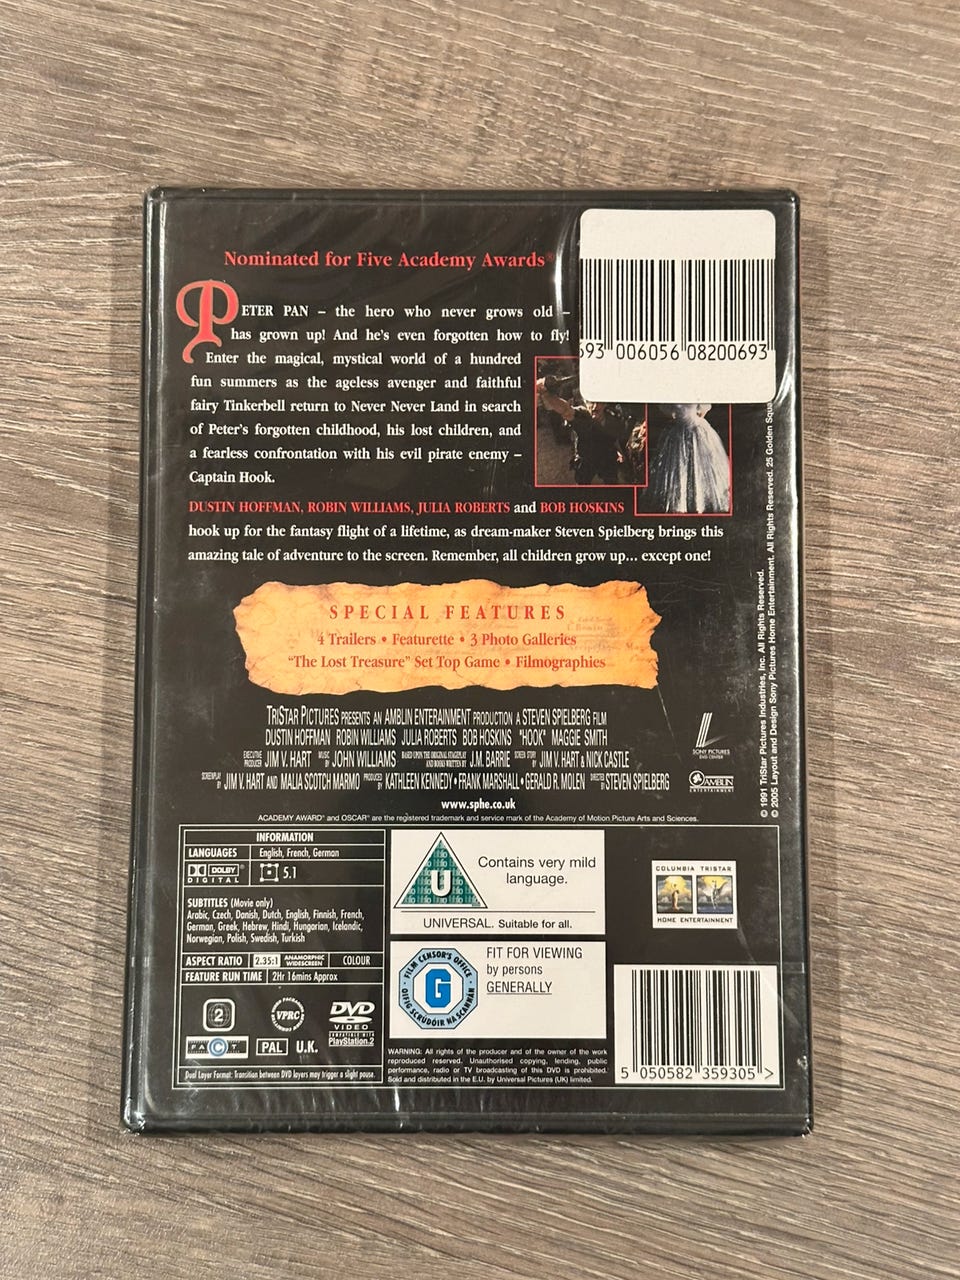 Nominated for Five Academy Awards®
PETER PAN – the hero who never grows old –
has grown up! And he's even forgotten how to fly!
Enter the magical, mystical world of a hundred
fun summers as the ageless avenger and faithful
fairy Tinkerbell return to Never Never Land in search
of Peter's forgotten childhood, his lost children, and
a fearless confrontation with his evil pirate enemy –
Captain Hook.
DUSTIN HOFFMAN, ROBIN WILLIAMS, JULIA ROBERTS and BOB HOSKINS
hook up for the fantasy flight of a lifetime, as dream-maker Steven Spielberg brings this
amazing tale of adventure to the screen. Remember, all children grow up... except one!
693 006056 08200693
SPECIAL FEATURES
4 Trailers • Featurette • 3 Photo Galleries
"The Lost Treasure" Set Top Game • Filmographies
TRISTAR PICTURES PRESENTS AN AMBLIN ENTERAINMENT PRODUCTION A STEVEN SPIELBERG FILM
DUSTIN HOFFMAN ROBIN WILLIAMS JULIA ROBERTS BOB HOSKINS "HOOK" MAGGIE SMITH
EXECUTIVE PRODUCER JIM V. HART MUSIC BY JOHN WILLIAMS BASED UPON THE ORIGINAL STAGEPLAY AND BOOKS WRITTEN BY J.M. BARRIE SCREEN STORY BY JIM V. HART & NICK CASTLE
SCREENPLAY BY JIM V. HART AND MALIA SCOTCH MARMO PRODUCED BY KATHLEEN KENNEDY • FRANK MARSHALL • GERALD R. MOLEN DIRECTED BY STEVEN SPIELBERG
SONY PICTURES
DVD CENTER
AMBLIN
ENTERTAINMENT
www.sphe.co.uk
ACADEMY AWARD® and OSCAR® are the registered trademark and service mark of the Academy of Motion Picture Arts and Sciences.
© 1991 TriStar Pictures Industries, Inc. All Rights Reserved.
© 2005 Layout and Design Sony Pictures Home Entertainment. All Rights Reserved. 25 Golden Squ
INFORMATION
LANGUAGES English, French, German
DOLBY DIGITAL 5.1
SUBTITLES (Movie only)
Arabic, Czech, Danish, Dutch, English, Finnish, French,
German, Greek, Hebrew, Hindi, Hungarian, Icelandic,
Norwegian, Polish, Swedish, Turkish
ASPECT RATIO 2.35:1 ANAMORPHIC WIDESCREEN COLOUR
FEATURE RUN TIME 2Hr 16mins Approx
2
VPRC
DVD
VIDEO
COMPATIBLE WITH
PlayStation.2
FACT PAL U.K.
Dual Layer Format: Transition between DVD layers may trigger a slight pause.
U
Contains very mild
language.
UNIVERSAL. Suitable for all.
FILM CENSOR'S OFFICE
G
OIFIG SCRÚDÓIR NA SCANNÁN
FIT FOR VIEWING
by persons
GENERALLY
WARNING: All rights of the producer and of the owner of the work
reproduced reserved. Unauthorised copying, lending, public
performance, radio or TV broadcasting of this DVD is prohibited.
Sold and distributed in the E.U. by Universal Pictures (UK) limited.
COLUMBIA TRISTAR
HOME ENTERTAINMENT
5 050582 359305 >